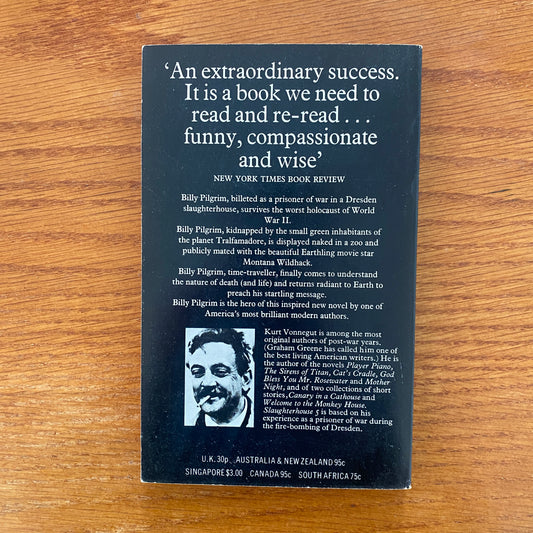 ‘An extraordinary success.
It is a book we need to
read and re-read . . .
funny, compassionate
and wise’
NEW YORK TIMES BOOK REVIEW
Billy Pilgrim, billeted as a prisoner of war in a Dresden
slaughterhouse, survives the worst holocaust of World
War II.
Billy Pilgrim, kidnapped by the small green inhabitants of
the planet Tralfamadore, is displayed naked in a zoo and
publicly mated with the beautiful Earthling movie star
Montana Wildhack.
Billy Pilgrim, time-traveller, finally comes to understand
the nature of death (and life) and returns radiant to Earth to
preach his startling message.
Billy Pilgrim is the hero of this inspired new novel by one of
America's most brilliant modern authors.
Kurt Vonnegut is among the most
original authors of post-war years.
(Graham Greene has called him one of
the best living American writers.) He is
the author of the novels Player Piano,
The Sirens of Titan, Cat's Cradle, God
Bless You Mr. Rosewater and Mother
Night, and of two collections of short
stories, Canary in a Cathouse and
Welcome to the Monkey House.
Slaughterhouse 5 is based on his
experience as a prisoner of war during
the fire-bombing of Dresden.
U.K. 30p. AUSTRALIA & NEW ZEALAND 95c
SINGAPORE $3.00 CANADA 95c SOUTH AFRICA 75c